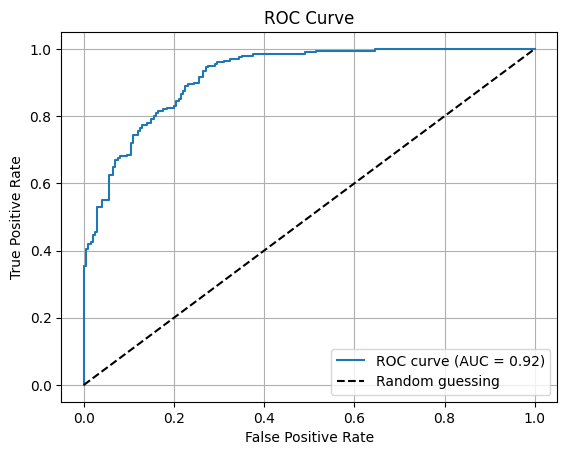 ROC Curve
True Positive Rate
1.0
0.8
0.6
0.4
0.2
0.0
0.0 0.2 0.4 0.6 0.8 1.0
False Positive Rate
ROC curve (AUC = 0.92)
Random guessing